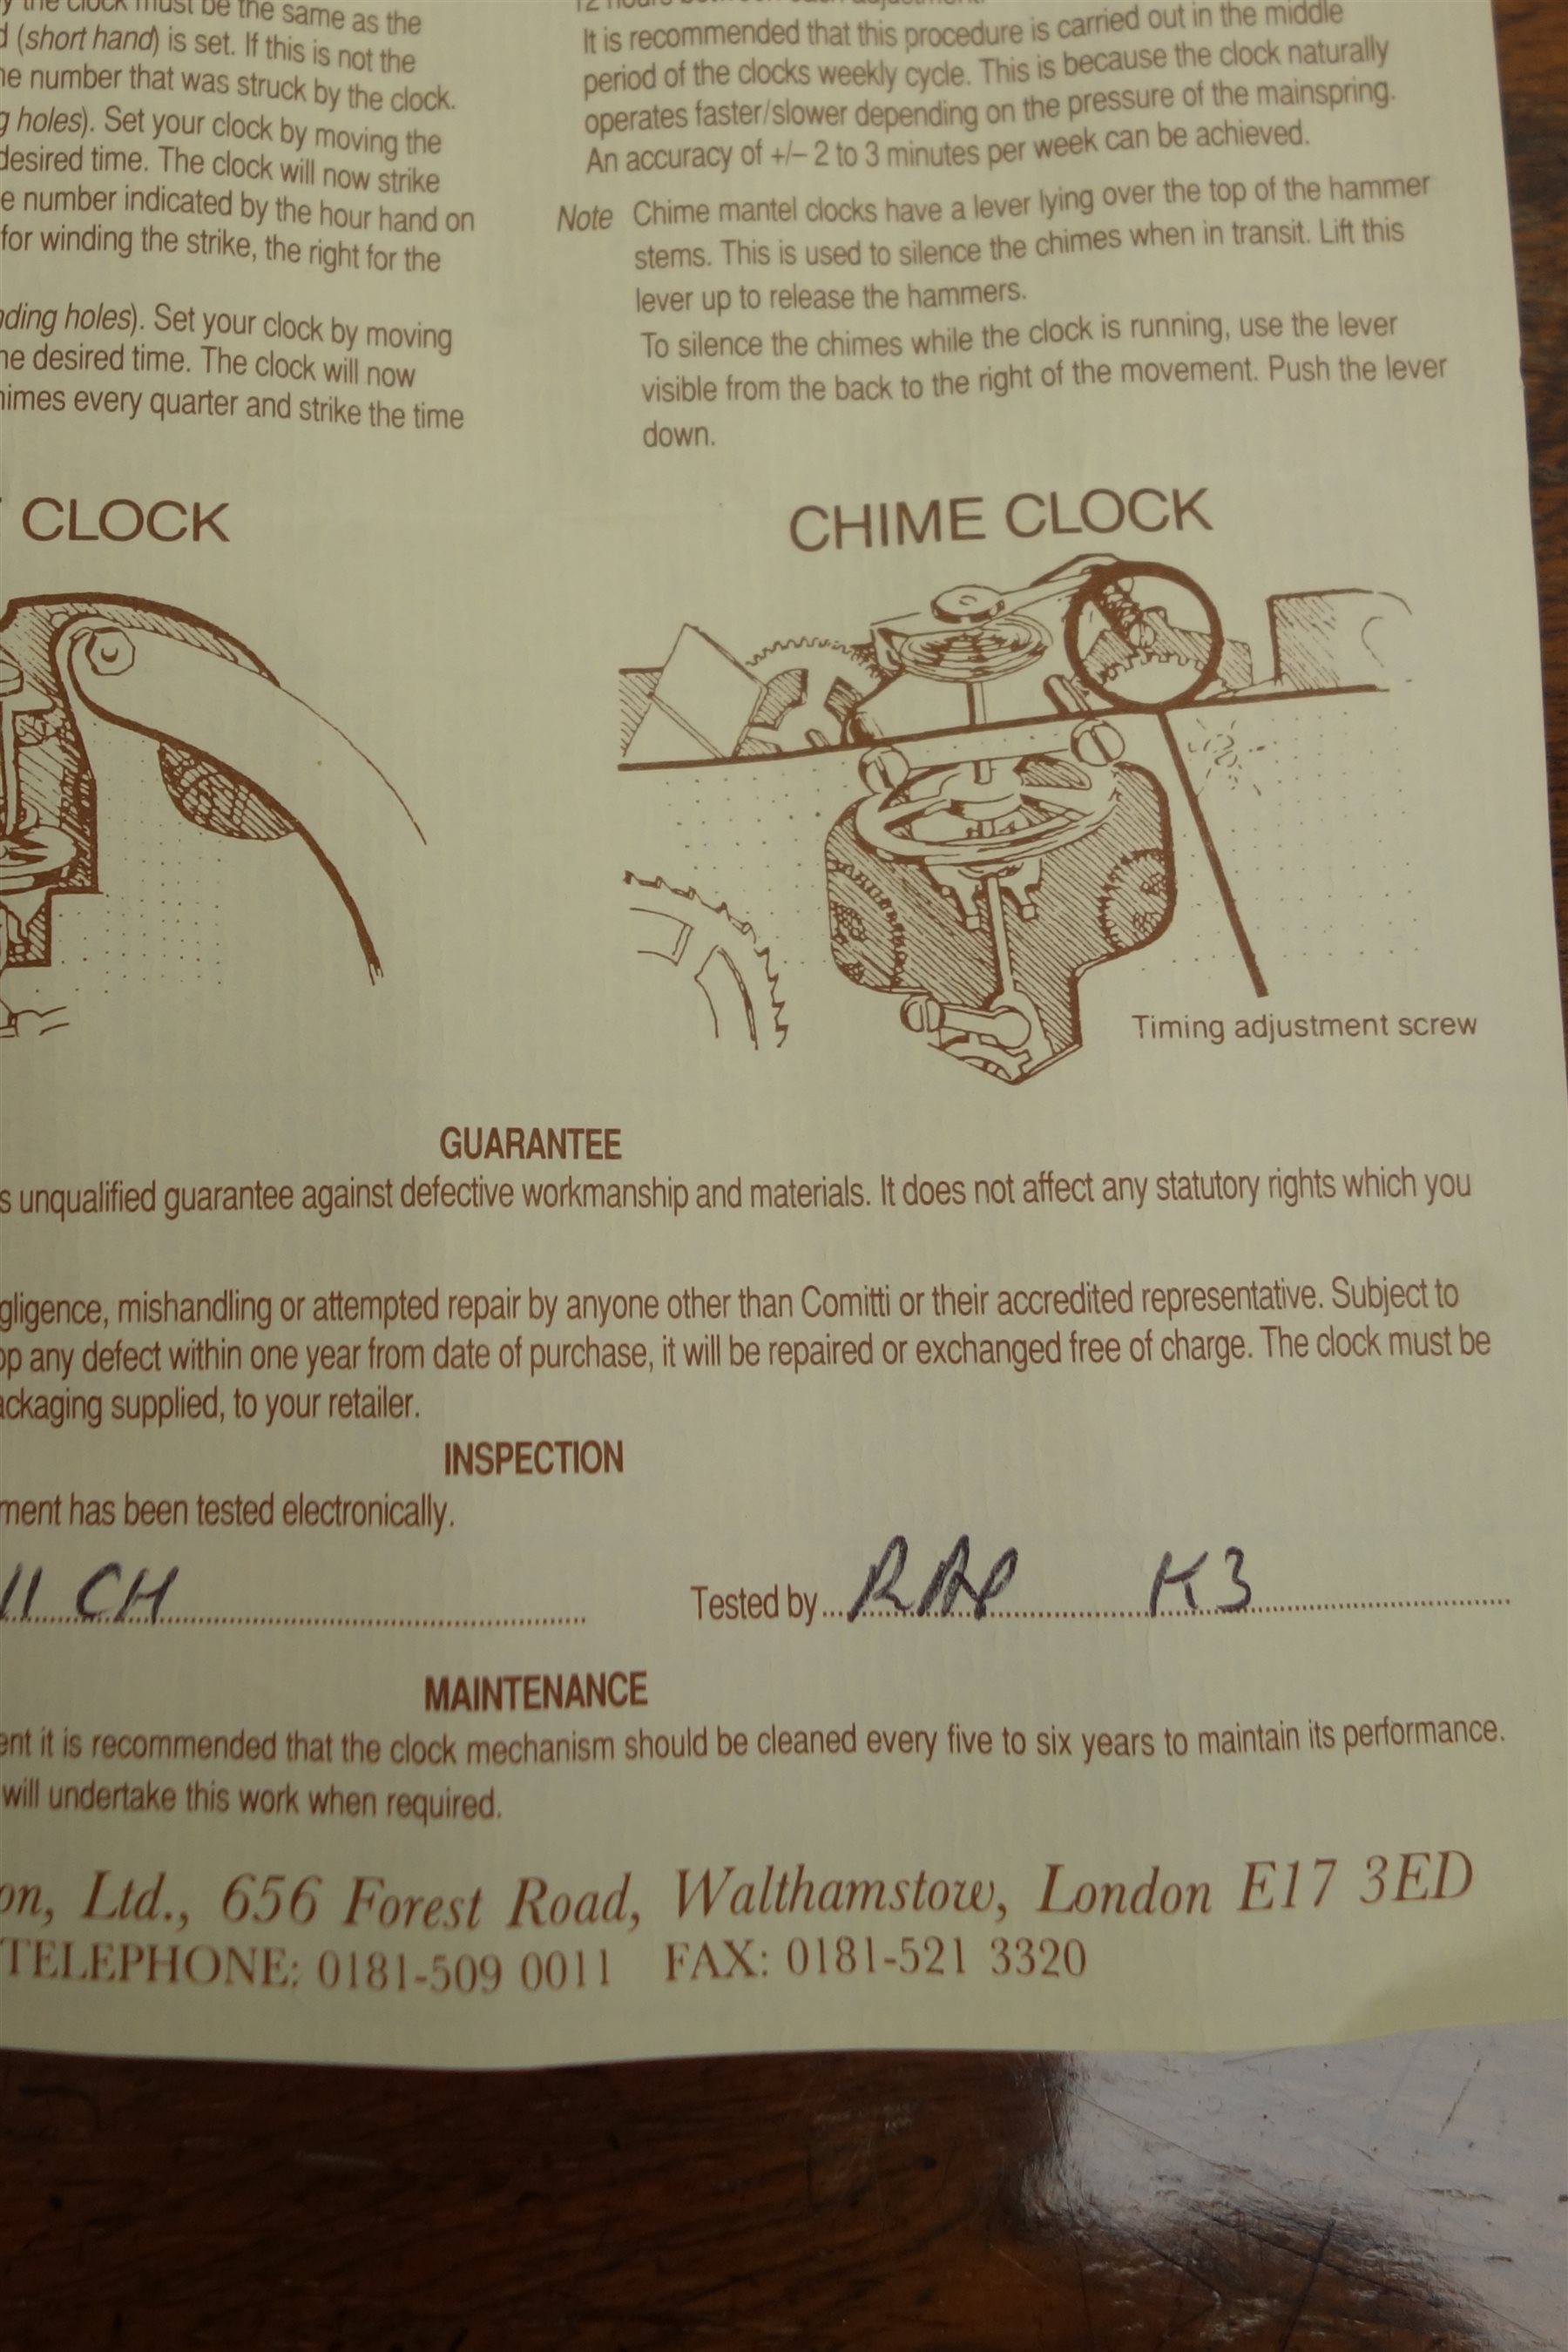 the clock must be the same as the
(short hand) is set. If this is not the
number that was struck by the clock.
holes). Set your clock by moving the
desired time. The clock will now strike
number indicated by the hour hand on
for winding the strike, the right for the
holes). Set your clock by moving
desired time. The clock will now
every quarter and strike the time
12 hours between each adjustment.
It is recommended that this procedure is carried out in the middle
period of the clocks weekly cycle. This is because the clock naturally
operates faster/slower depending on the pressure of the mainspring.
An accuracy of +/– 2 to 3 minutes per week can be achieved.
Note Chime mantel clocks have a lever lying over the top of the hammer
stems. This is used to silence the chimes when in transit. Lift this
lever up to release the hammers.
To silence the chimes while the clock is running, use the lever
visible from the back to the right of the movement. Push the lever
down.
CLOCK
CHIME CLOCK
Timing adjustment screw
GUARANTEE
s unqualified guarantee against defective workmanship and materials. It does not affect any statutory rights which you
gligence, mishandling or attempted repair by anyone other than Comitti or their accredited representative. Subject to
op any defect within one year from date of purchase, it will be repaired or exchanged free of charge. The clock must be
ackaging supplied, to your retailer.
INSPECTION
ment has been tested electronically.
11 CH
Tested by K3
MAINTENANCE
ent it is recommended that the clock mechanism should be cleaned every five to six years to maintain its performance.
will undertake this work when required.
on, Ltd., 656 Forest Road, Walthamstow, London E17 3ED
TELEPHONE: 0181-509 0011 FAX: 0181-521 3320